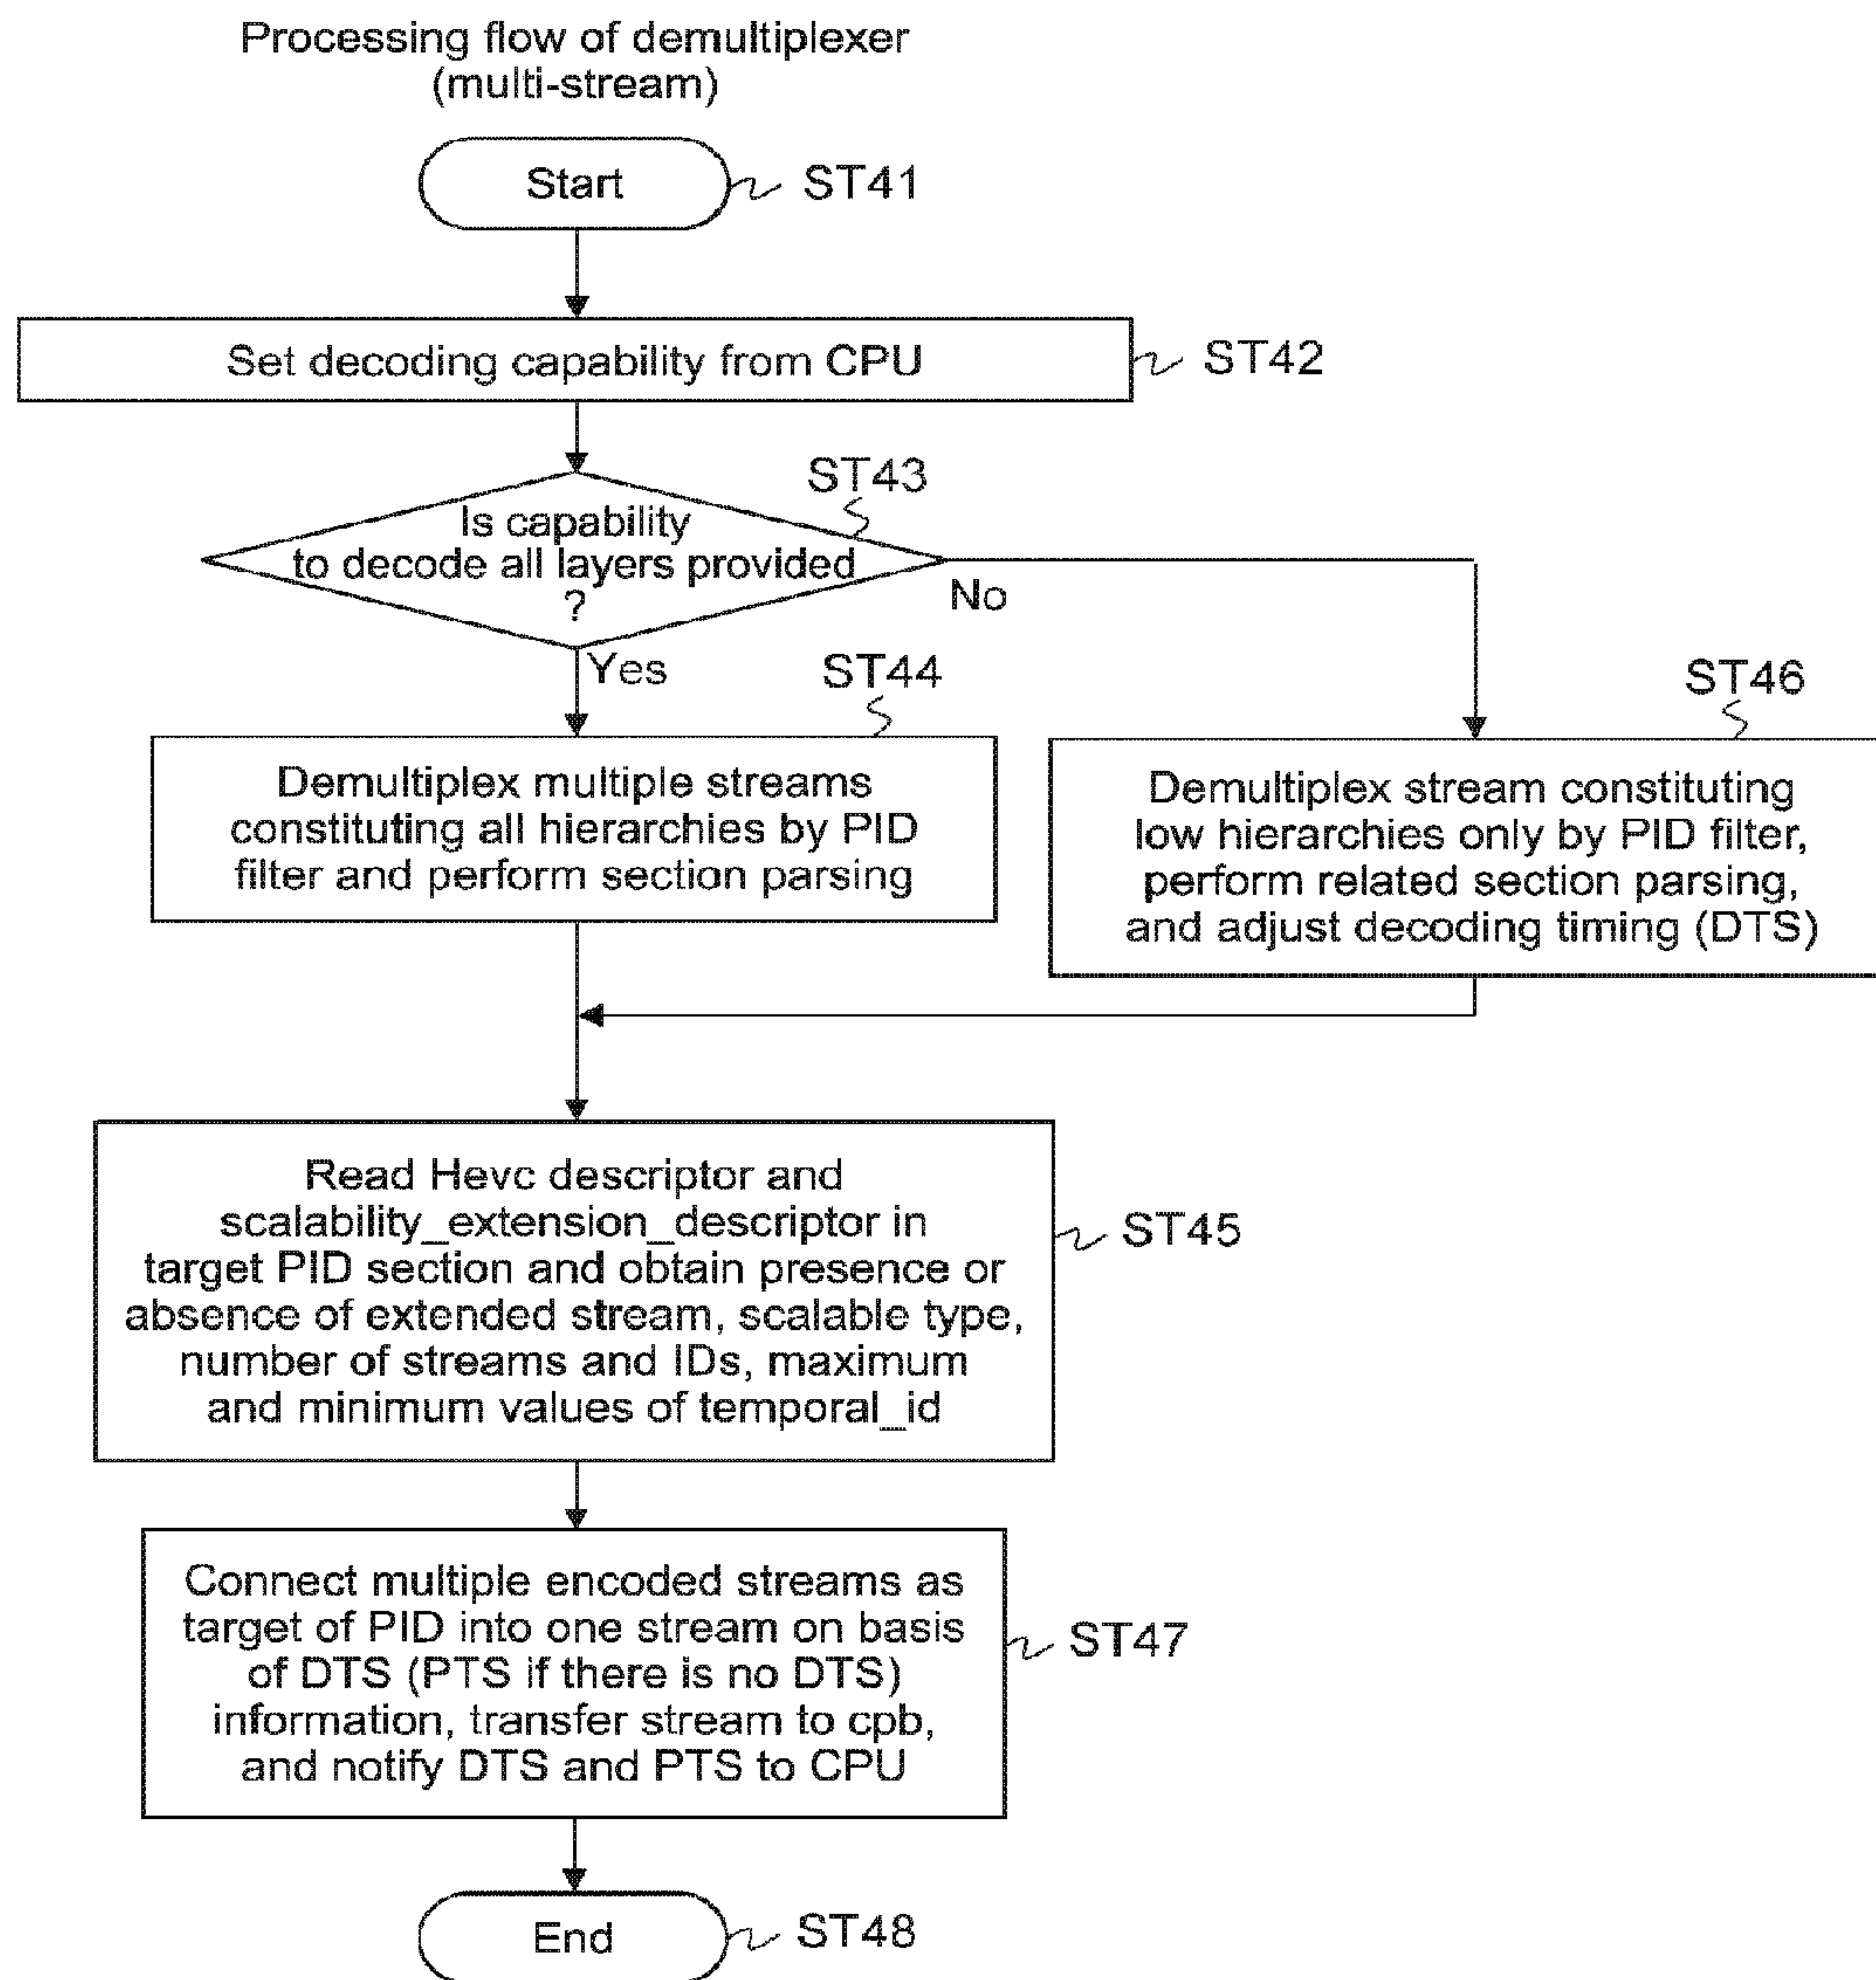 Processing flow of demultiplexer
(multi-stream)
Start
ST41
Set decoding capability from CPU
ST42
ST43
Is capability
to decode all layers provided
?
No
Yes
ST44
Demultiplex multiple streams
constituting all hierarchies by PID
filter and perform section parsing
ST46
Demultiplex stream constituting
low hierarchies only by PID filter,
perform related section parsing,
and adjust decoding timing (DTS)
Read Hevc descriptor and
scalability_extension_descriptor in
target PID section and obtain presence or
absence of extended stream, scalable type,
number of streams and IDs, maximum
and minimum values of temporal_id
ST45
Connect multiple encoded streams as
target of PID into one stream on basis
of DTS (PTS if there is no DTS)
information, transfer stream to cpb,
and notify DTS and PTS to CPU
ST47
End
ST48